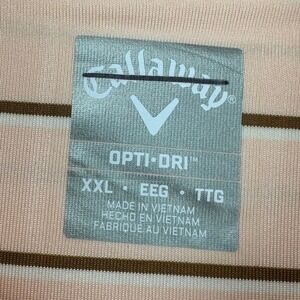 Callaway®
OPTI•DRI™
XXL • EEG • TTG
MADE IN VIETNAM
HECHO EN VIETNAM
FABRIQUÉ AU VIETNAM